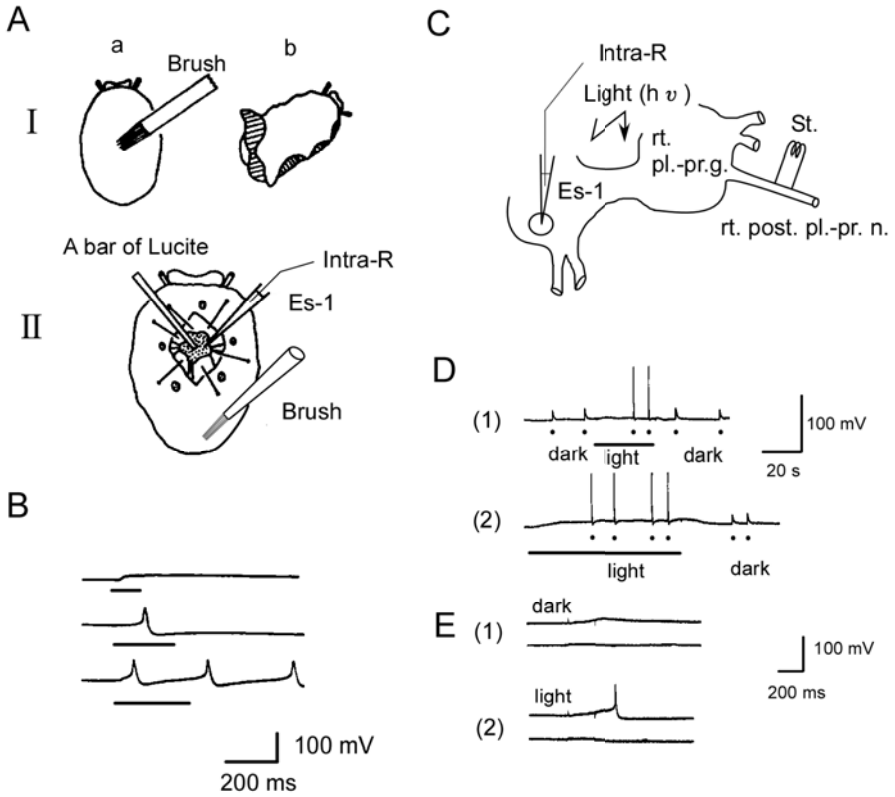 A
a
b
Brush
I
A bar of Lucite
Intra-R
Es-1
II
Brush
B
100 mV
200 ms
C
Intra-R
Light (h υ)
St.
rt.
pl.-pr.g.
Es-1
rt. post. pl.-pr. n.
D
(1)
dark
light
dark
100 mV
20 s
(2)
light
dark
E
dark
(1)
100 mV
200 ms
light
(2)